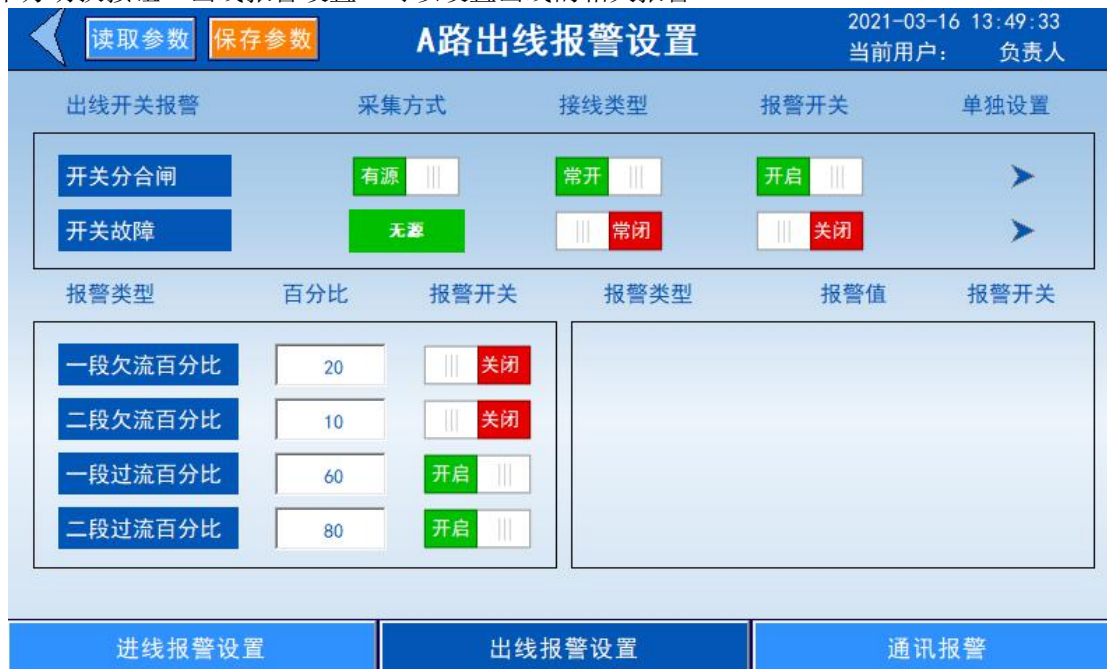 读取参数 保存参数 A路出线报警设置 2021-03-16 13:49:33
当前用户： 负责人
出线开关报警 采集方式 接线类型 报警开关 单独设置
开关分合闸 有源 常开 开启
开关故障 无源 常闭 关闭
报警类型 百分比 报警开关 报警类型 报警值 报警开关
一段欠流百分比 20 关闭
二段欠流百分比 10 关闭
一段过流百分比 60 开启
二段过流百分比 80 开启
进线报警设置 出线报警设置 通讯报警